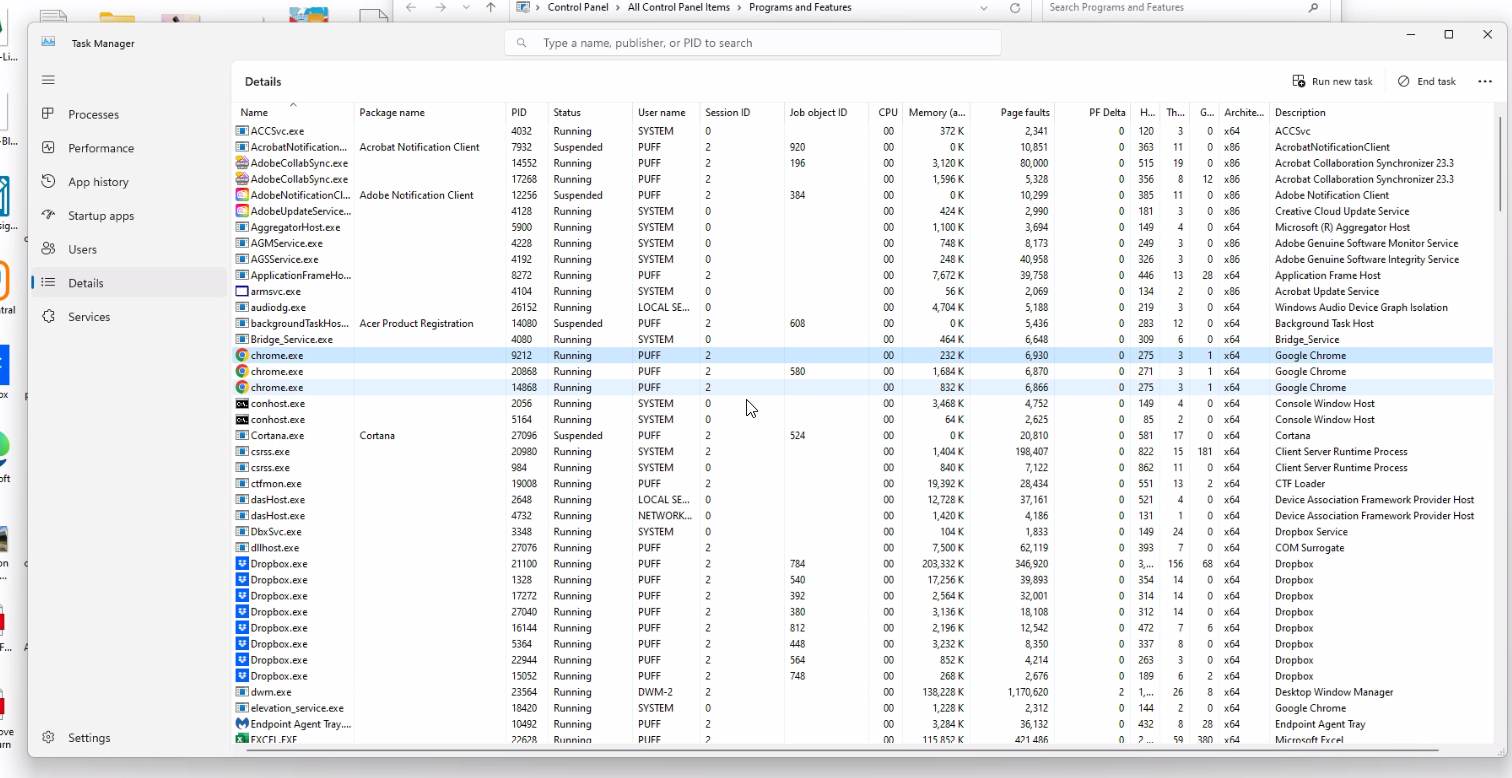 Control Panel > All Control Panel Items > Programs and Features
Search Programs and Features
Task Manager
Type a name, publisher, or PID to search
Details
Run new task
End task
Processes
Performance
App history
Startup apps
Users
Details
Services
Settings
Name Package name PID Status User name Session ID Job object ID CPU Memory (a... Page faults PF Delta H... Th... G... Archite... Description
ACCSvc.exe 4032 Running SYSTEM 0 00 372 K 2,341 0 120 3 0 x64 ACCSvc
AcrobatNotification... Acrobat Notification Client 7932 Suspended PUFF 2 920 00 0 K 10,851 0 363 11 0 x86 AcrobatNotificationClient
AdobeCollabSync.exe 14552 Running PUFF 2 196 00 3,120 K 80,000 0 515 19 0 x64 Acrobat Collaboration Synchronizer 23.3
AdobeCollabSync.exe 17268 Running PUFF 2 00 1,596 K 5,328 0 356 8 12 x64 Acrobat Collaboration Synchronizer 23.3
AdobeNotificationCl... Adobe Notification Client 12256 Suspended PUFF 2 384 00 0 K 10,299 0 385 11 0 x86 Adobe Notification Client
AdobeUpdateService... 4128 Running SYSTEM 0 00 424 K 2,990 0 181 3 0 x86 Creative Cloud Update Service
AggregatorHost.exe 5900 Running SYSTEM 0 00 1,100 K 3,694 0 149 4 0 x64 Microsoft (R) Aggregator Host
AGMService.exe 4228 Running SYSTEM 0 00 748 K 8,173 0 249 3 0 x86 Adobe Genuine Software Monitor Service
AGSService.exe 4192 Running SYSTEM 0 00 248 K 40,958 0 326 3 0 x86 Adobe Genuine Software Integrity Service
ApplicationFrameHo... 8272 Running PUFF 2 00 7,672 K 39,758 0 446 13 28 x64 Application Frame Host
armsvc.exe 4104 Running SYSTEM 0 00 56 K 2,069 0 134 2 0 x64 Acrobat Update Service
audiodg.exe 26152 Running LOCAL SE... 0 00 4,704 K 5,188 0 219 3 0 x64 Windows Audio Device Graph Isolation
backgroundTaskHos... Acer Product Registration 14080 Suspended PUFF 2 608 00 0 K 5,436 0 283 12 0 x64 Background Task Host
Bridge_Service.exe 4080 Running SYSTEM 0 00 464 K 6,648 0 309 6 0 x64 Bridge_Service
chrome.exe 9212 Running PUFF 2 00 232 K 6,930 0 275 3 1 x64 Google Chrome
chrome.exe 20868 Running PUFF 2 580 00 1,684 K 6,870 0 271 3 1 x64 Google Chrome
chrome.exe 14868 Running PUFF 2 00 832 K 6,866 0 275 3 1 x64 Google Chrome
conhost.exe 2056 Running SYSTEM 0 00 3,468 K 4,752 0 149 4 0 x64 Console Window Host
conhost.exe 5164 Running SYSTEM 0 00 64 K 2,625 0 85 2 0 x64 Console Window Host
Cortana.exe Cortana 27096 Suspended PUFF 2 524 00 0 K 20,810 0 581 17 0 x64 Cortana
csrss.exe 20980 Running SYSTEM 2 00 1,404 K 198,407 0 822 15 181 x64 Client Server Runtime Process
csrss.exe 984 Running SYSTEM 0 00 840 K 7,122 0 862 11 0 x64 Client Server Runtime Process
ctfmon.exe 19008 Running PUFF 2 00 19,392 K 28,434 0 551 13 2 x64 CTF Loader
dasHost.exe 2648 Running LOCAL SE... 0 00 12,728 K 37,161 0 521 4 0 x64 Device Association Framework Provider Host
dasHost.exe 4732 Running NETWORK... 0 00 1,420 K 4,186 0 131 1 0 x64 Device Association Framework Provider Host
DbxSvc.exe 3348 Running SYSTEM 0 00 104 K 1,833 0 149 24 0 x64 Dropbox Service
dllhost.exe 27076 Running PUFF 2 00 7,500 K 62,119 0 393 7 0 x64 COM Surrogate
Dropbox.exe 21100 Running PUFF 2 784 00 203,332 K 346,920 0 3,... 156 68 x64 Dropbox
Dropbox.exe 1328 Running PUFF 2 540 00 17,256 K 39,893 0 354 14 0 x64 Dropbox
Dropbox.exe 17272 Running PUFF 2 392 00 2,564 K 32,001 0 314 14 0 x64 Dropbox
Dropbox.exe 27040 Running PUFF 2 380 00 3,136 K 18,108 0 312 14 0 x64 Dropbox
Dropbox.exe 16144 Running PUFF 2 812 00 2,196 K 12,542 0 472 7 6 x64 Dropbox
Dropbox.exe 5364 Running PUFF 2 448 00 3,232 K 8,350 0 337 8 0 x64 Dropbox
Dropbox.exe 22944 Running PUFF 2 564 00 852 K 4,214 0 263 3 0 x64 Dropbox
Dropbox.exe 15052 Running PUFF 2 748 00 268 K 2,676 0 189 6 2 x64 Dropbox
dwm.exe 23564 Running DWM-2 2 00 138,228 K 1,170,620 2 1,... 26 8 x64 Desktop Window Manager
elevation_service.exe 18420 Running SYSTEM 0 00 1,228 K 2,312 0 144 2 0 x64 Google Chrome
Endpoint Agent Tray.... 10492 Running PUFF 2 00 3,284 K 36,132 0 432 8 28 x64 Endpoint Agent Tray
EXCEL.EXE 22628 Running PUFF 2 00 115,852 K 421,486 0 2... 59 380 x64 Microsoft Excel